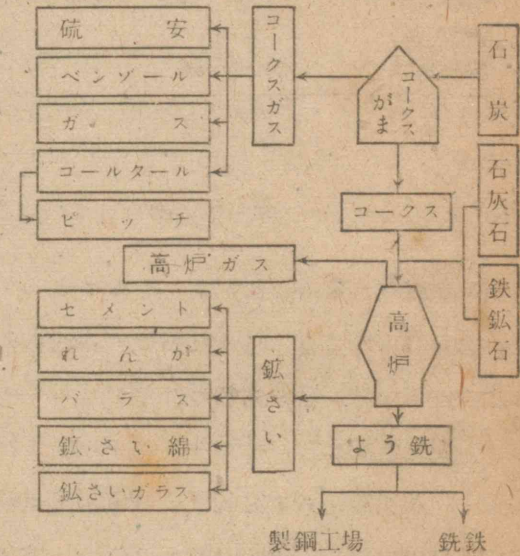 石炭
石灰石
鉄鉱石
コークスがま
コークス
高炉
よう銑
製鋼工場
銑鉄
コークスガス
硫安
ベンゾール
ガス
コールタール
ピッチ
高炉ガス
鉱さい
セメント
れんが
バラス
鉱さい綿
鉱さいガラス